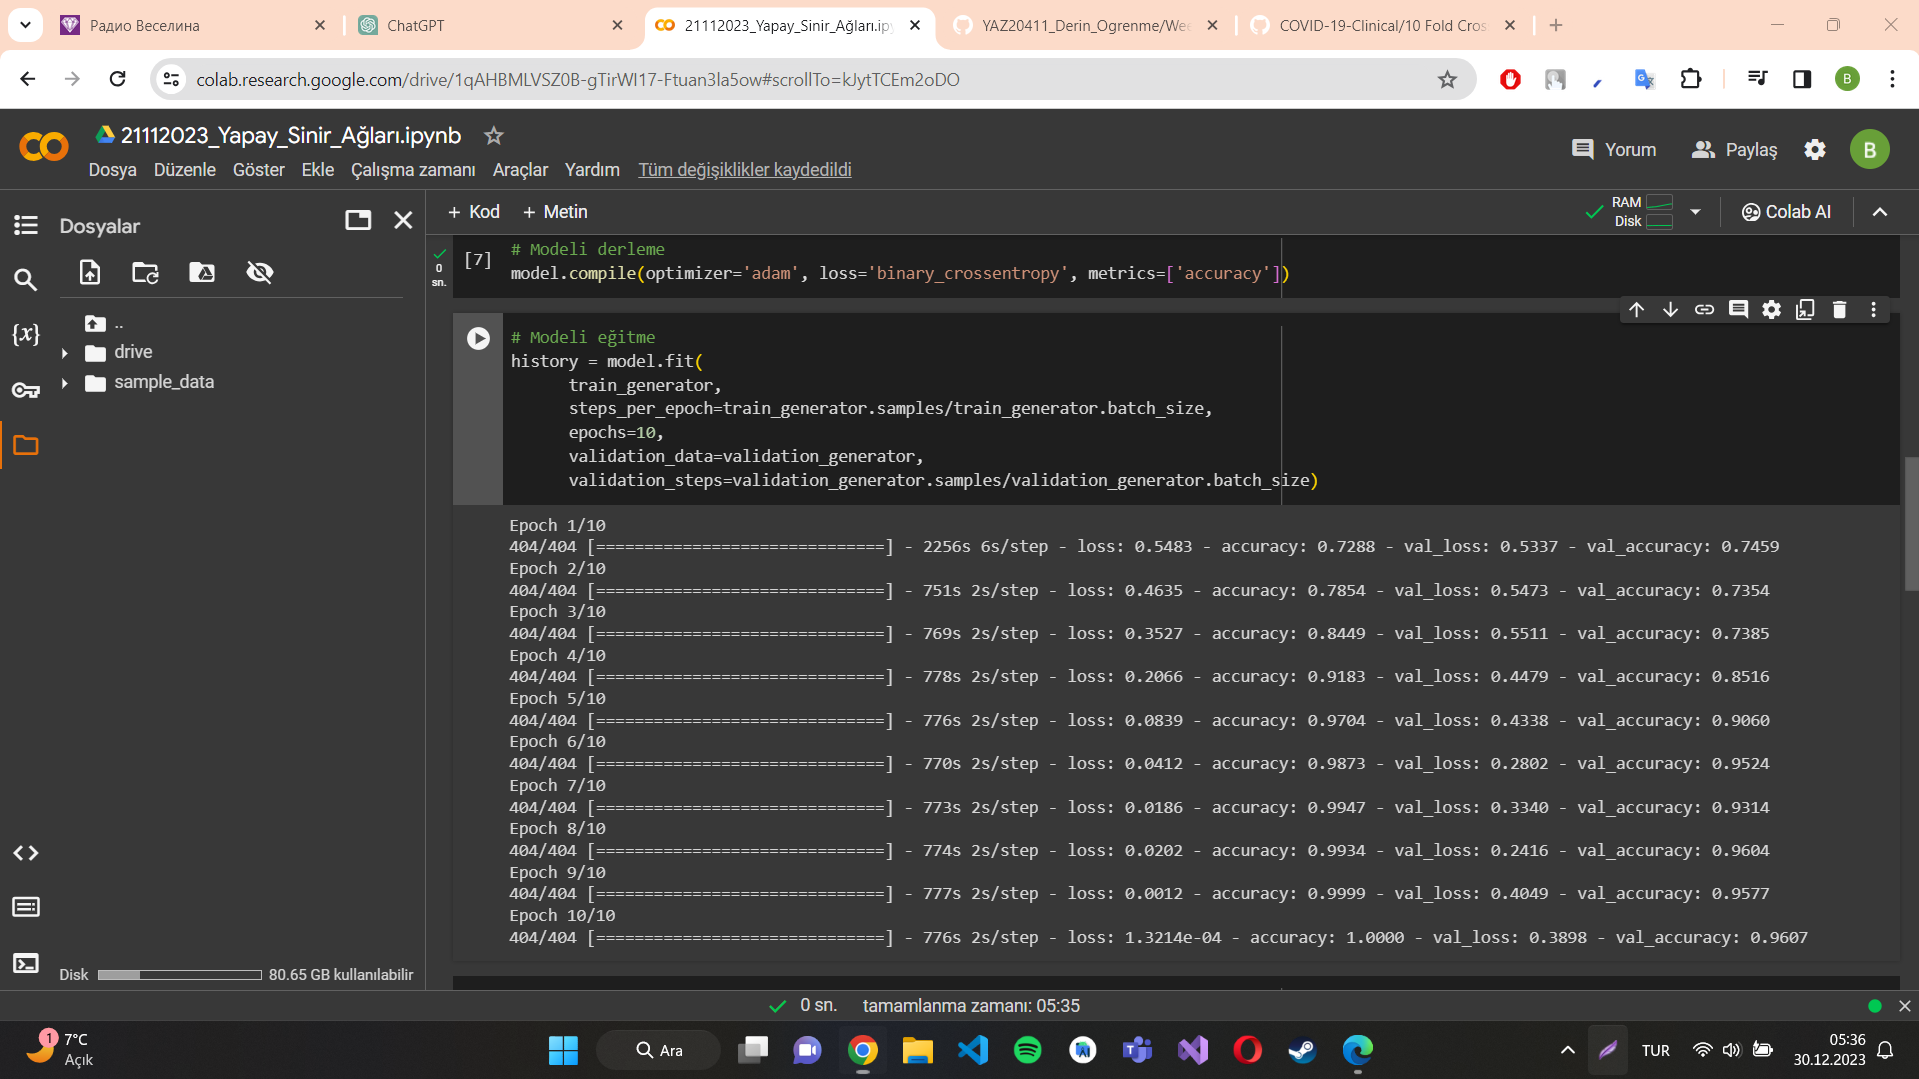 Радио Веселина
ChatGPT
21112023_Yapay_Sinir_Ağları.ipy
YAZ20411_Derin_Ogrenme/Wee
COVID-19-Clinical/10 Fold Cros
colab.research.google.com/drive/1qAHBMLVSZ0B-gTirWI17-Ftuan3la5ow#scrollTo=kJytTCEm2oDO
B
21112023_Yapay_Sinir_Ağları.ipynb
Dosya Düzenle Göster Ekle Çalışma zamanı Araçlar Yardım Tüm değişiklikler kaydedildi
Yorum
Paylaş
B
Dosyalar
+ Kod + Metin
RAM
Disk
Colab AI
..
drive
sample_data
{x}
0
sn.
[7]
# Modeli derleme
model.compile(optimizer='adam', loss='binary_crossentropy', metrics=['accuracy'])
# Modeli eğitme
history = model.fit(
train_generator,
steps_per_epoch=train_generator.samples/train_generator.batch_size,
epochs=10,
validation_data=validation_generator,
validation_steps=validation_generator.samples/validation_generator.batch_size)
Epoch 1/10
404/404 [==============================] - 2256s 6s/step - loss: 0.5483 - accuracy: 0.7288 - val_loss: 0.5337 - val_accuracy: 0.7459
Epoch 2/10
404/404 [==============================] - 751s 2s/step - loss: 0.4635 - accuracy: 0.7854 - val_loss: 0.5473 - val_accuracy: 0.7354
Epoch 3/10
404/404 [==============================] - 769s 2s/step - loss: 0.3527 - accuracy: 0.8449 - val_loss: 0.5511 - val_accuracy: 0.7385
Epoch 4/10
404/404 [==============================] - 778s 2s/step - loss: 0.2066 - accuracy: 0.9183 - val_loss: 0.4479 - val_accuracy: 0.8516
Epoch 5/10
404/404 [==============================] - 776s 2s/step - loss: 0.0839 - accuracy: 0.9704 - val_loss: 0.4338 - val_accuracy: 0.9060
Epoch 6/10
404/404 [==============================] - 770s 2s/step - loss: 0.0412 - accuracy: 0.9873 - val_loss: 0.2802 - val_accuracy: 0.9524
Epoch 7/10
404/404 [==============================] - 773s 2s/step - loss: 0.0186 - accuracy: 0.9947 - val_loss: 0.3340 - val_accuracy: 0.9314
Epoch 8/10
404/404 [==============================] - 774s 2s/step - loss: 0.0202 - accuracy: 0.9934 - val_loss: 0.2416 - val_accuracy: 0.9604
Epoch 9/10
404/404 [==============================] - 777s 2s/step - loss: 0.0012 - accuracy: 0.9999 - val_loss: 0.4049 - val_accuracy: 0.9577
Epoch 10/10
404/404 [==============================] - 776s 2s/step - loss: 1.3214e-04 - accuracy: 1.0000 - val_loss: 0.3898 - val_accuracy: 0.9607
Disk 80.65 GB kullanılabilir
0 sn. tamamlanma zamanı: 05:35
1
7°C
Açık
Ara
TUR
05:36
30.12.2023